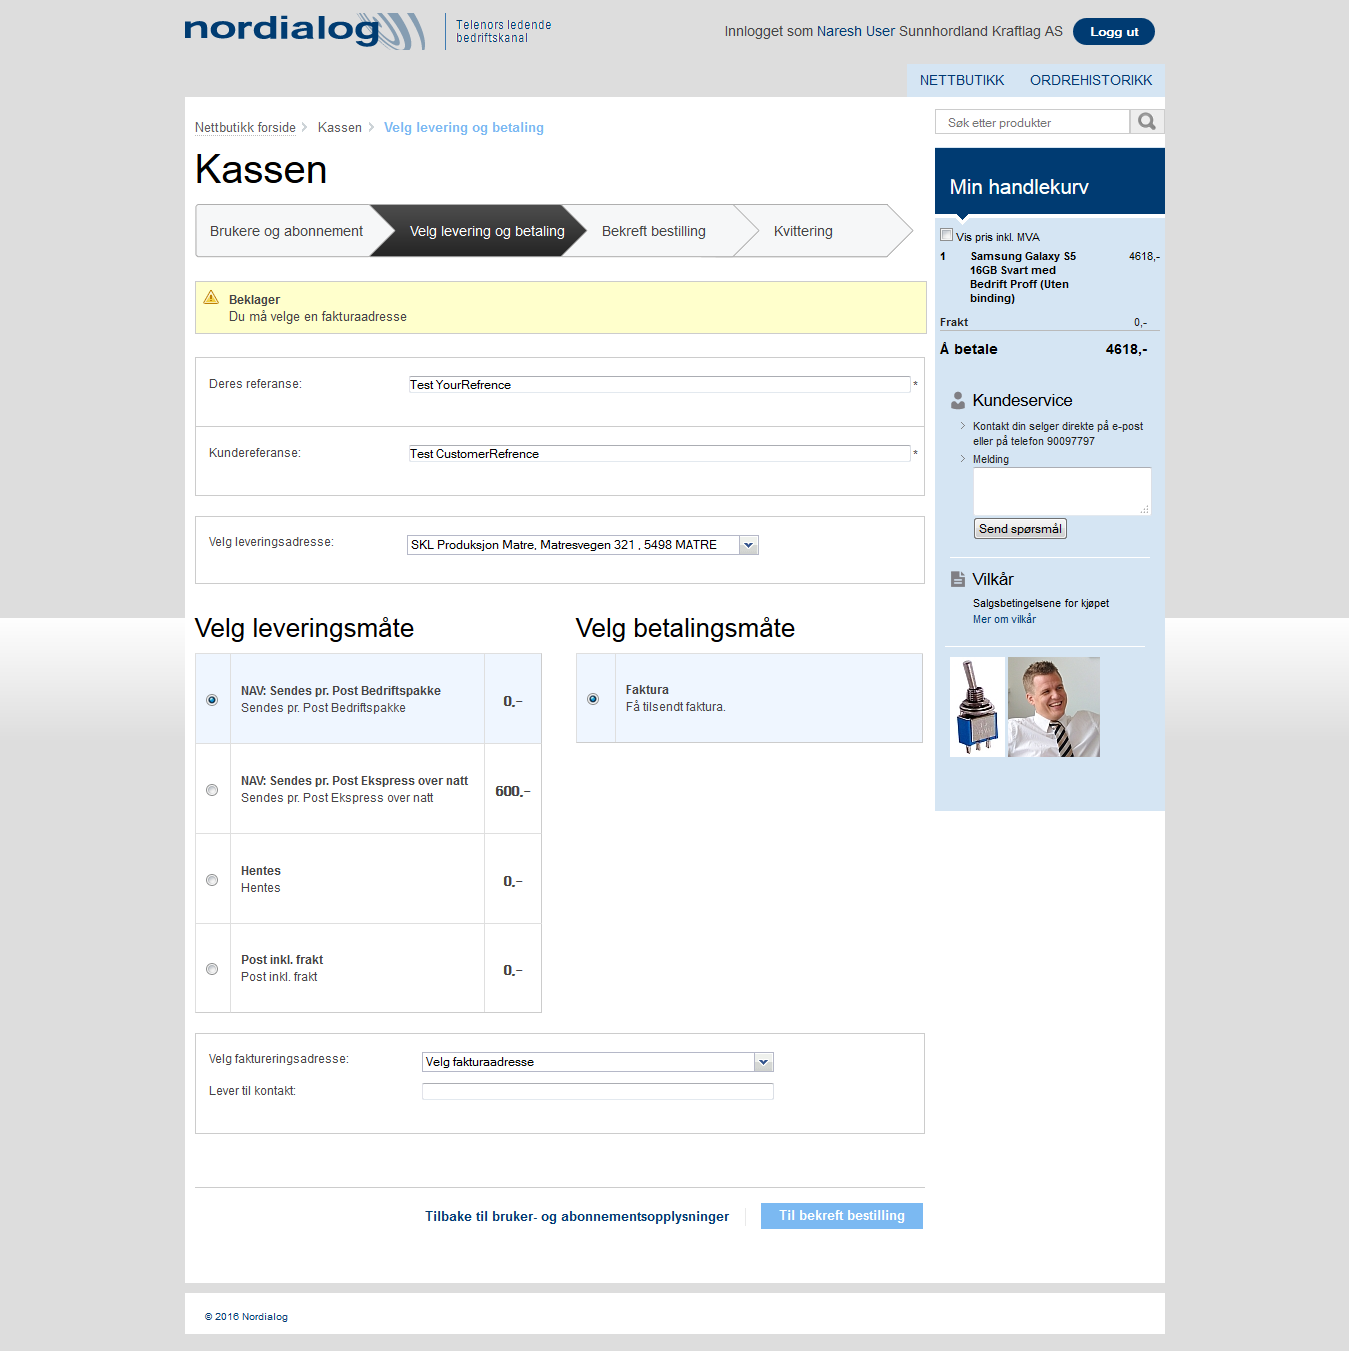 nordialog
Telenors ledende
bedriftskanal
Innlogget som Naresh User Sunnhordland Kraftlag AS
Logg ut
NETTBUTIKK
ORDREHISTORIKK
Nettbutikk forside
Kassen
Velg levering og betaling
Kassen
Brukere og abonnement
Velg levering og betaling
Bekreft bestilling
Kvittering
Beklager
Du må velge en fakturaadresse
Deres referanse:
Test YourRefrence
*
Kundereferanse:
Test CustomerRefrence
*
Velg leveringsadresse:
SKL Produksjon Matre, Matresvegen 321 , 5498 MATRE
Velg leveringsmåte
NAV: Sendes pr. Post Bedriftspakke
Sendes pr. Post Bedriftspakke
0,-
NAV: Sendes pr. Post Ekspress over natt
Sendes pr. Post Ekspress over natt
600,-
Hentes
Hentes
0,-
Post inkl. frakt
Post inkl. frakt
0,-
Velg betalingsmåte
Faktura
Få tilsendt faktura.
Velg faktureringsadresse:
Velg fakturaadresse
Lever til kontakt:
Tilbake til bruker- og abonnementsopplysninger
Til bekreft bestilling
Søk etter produkter
Min handlekurv
Vis pris inkl. MVA
1 Samsung Galaxy S5 4618,-
16GB Svart med
Bedrift Proff (Uten
binding)
Frakt 0,-
Å betale 4618,-
Kundeservice
Kontakt din selger direkte på e-post
eller på telefon 90097797
Melding
Send spørsmål
Vilkår
Salgsbetingelsene for kjøpet
Mer om vilkår
© 2016 Nordialog